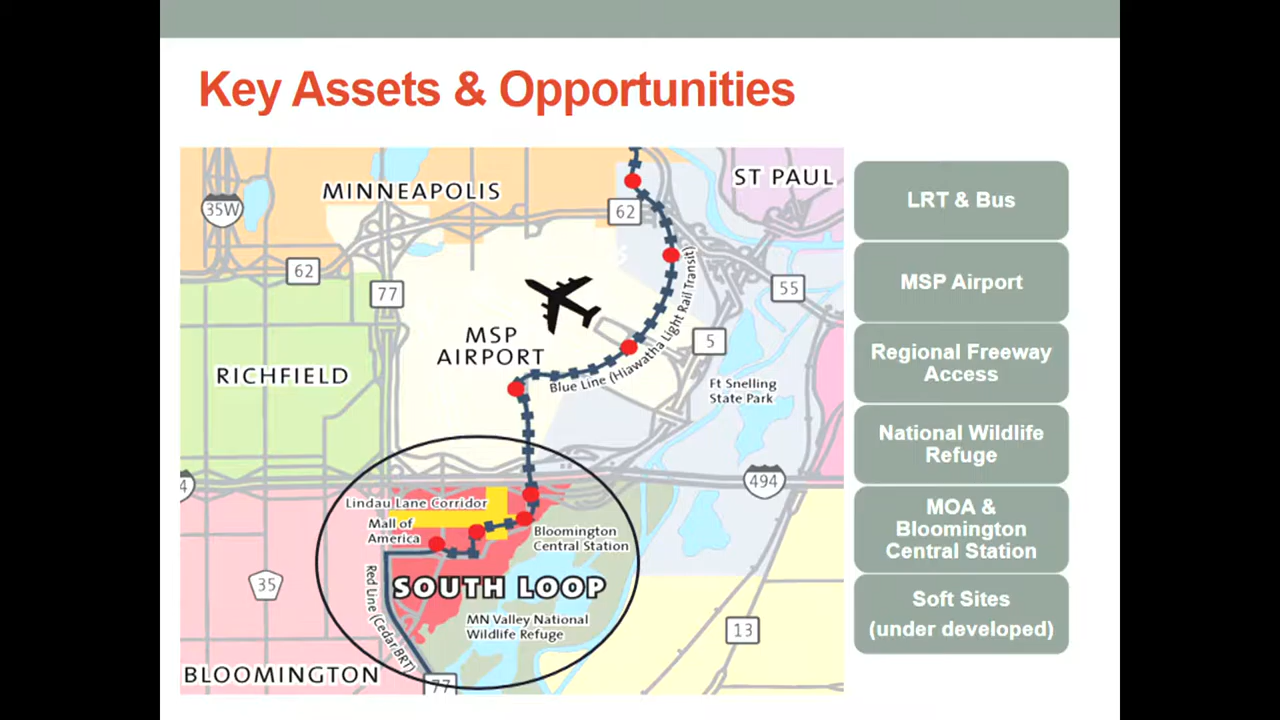 Key Assets & Opportunities
MINNEAPOLIS
ST PAUL
35W
62
62
77
55
MSP
AIRPORT
5
RICHFIELD
Blue Line (Hiawatha Light Rail Transit)
Ft Snelling
State Park
494
Lindau Lane Corridor
Mall of
America
Bloomington
Central Station
35
SOUTH LOOP
Red Line (Cedar BRT)
MN Valley National
Wildlife Refuge
13
BLOOMINGTON
77
LRT & Bus
MSP Airport
Regional Freeway
Access
National Wildlife
Refuge
MOA &
Bloomington
Central Station
Soft Sites
(under developed)